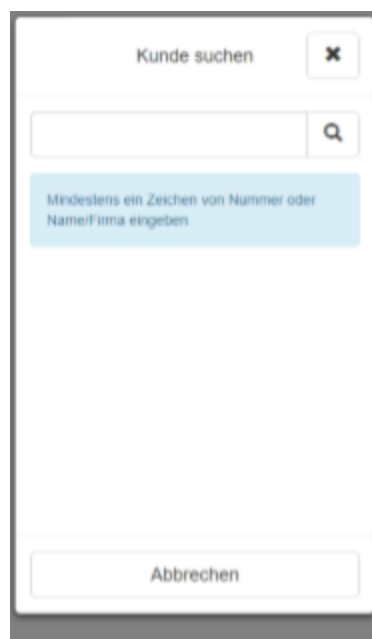 Kunde suchen
Mindestens ein Zeichen von Nummer oder
Name/Firma eingeben
Abbrechen